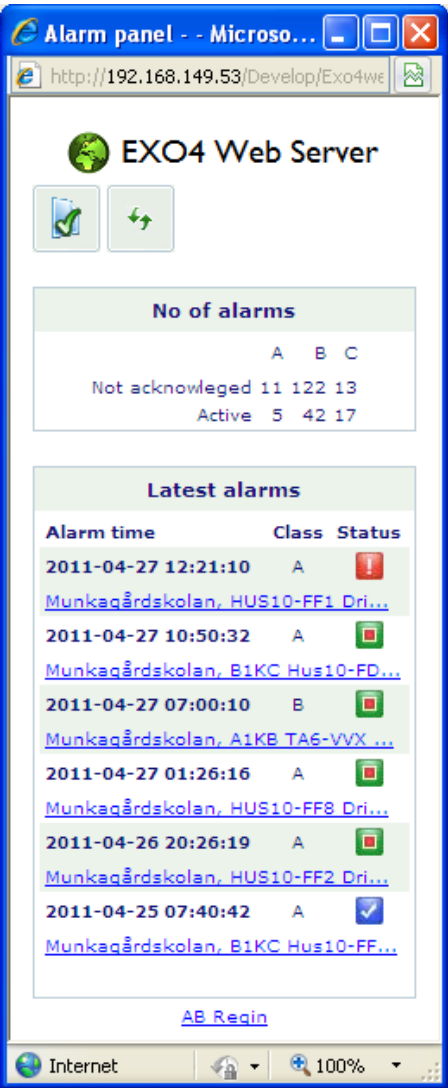 Alarm panel - - Microso...
http://192.168.149.53/Develop/Exo4we
EXO4 Web Server
No of alarms
A B C
Not acknowleged 11 122 13
Active 5 42 17
Latest alarms
Alarm time Class Status
2011-04-27 12:21:10 A
Munkagårdskolan, HUS10-FF1 Dri...
2011-04-27 10:50:32 A
Munkagårdskolan, B1KC Hus10-FD...
2011-04-27 07:00:10 B
Munkagårdskolan, A1KB TA6-VVX ...
2011-04-27 01:26:16 A
Munkagårdskolan, HUS10-FF8 Dri...
2011-04-26 20:26:19 A
Munkagårdskolan, HUS10-FF2 Dri...
2011-04-25 07:40:42 A
Munkagårdskolan, B1KC Hus10-FF...
AB Regin
Internet 100%